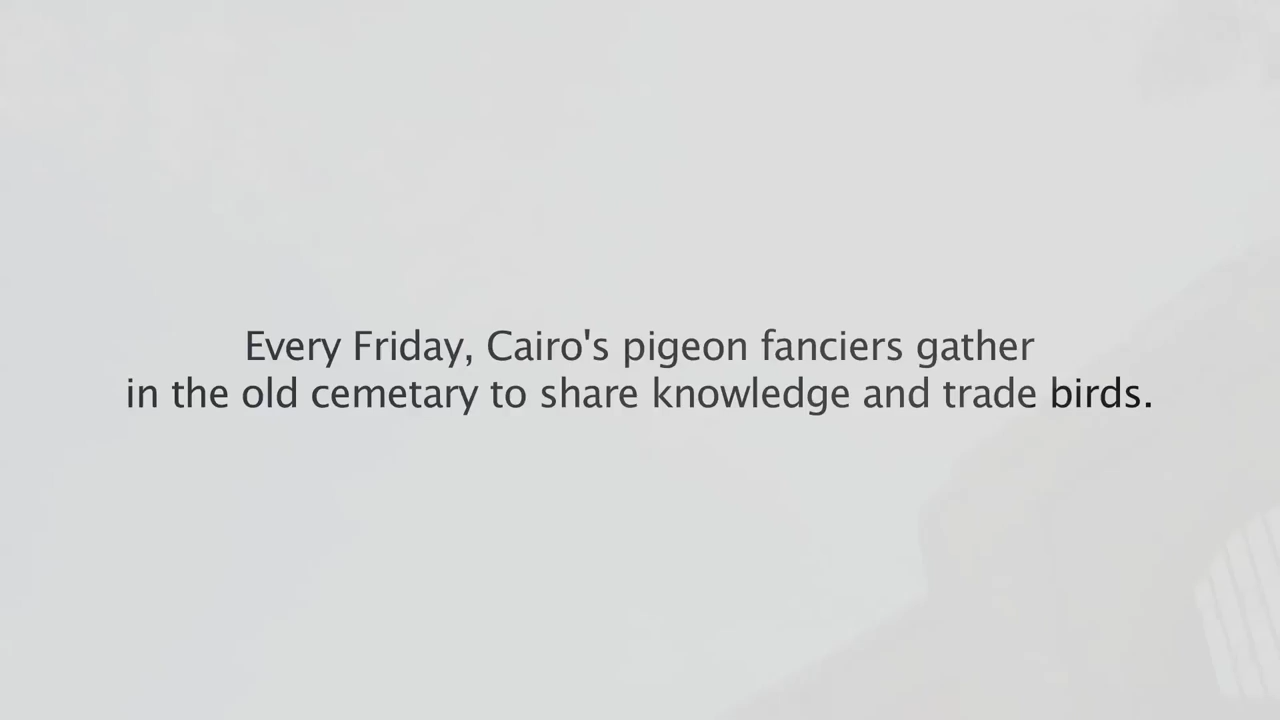 Every Friday, Cairo's pigeon fanciers gather
in the old cemetary to share knowledge and trade birds.